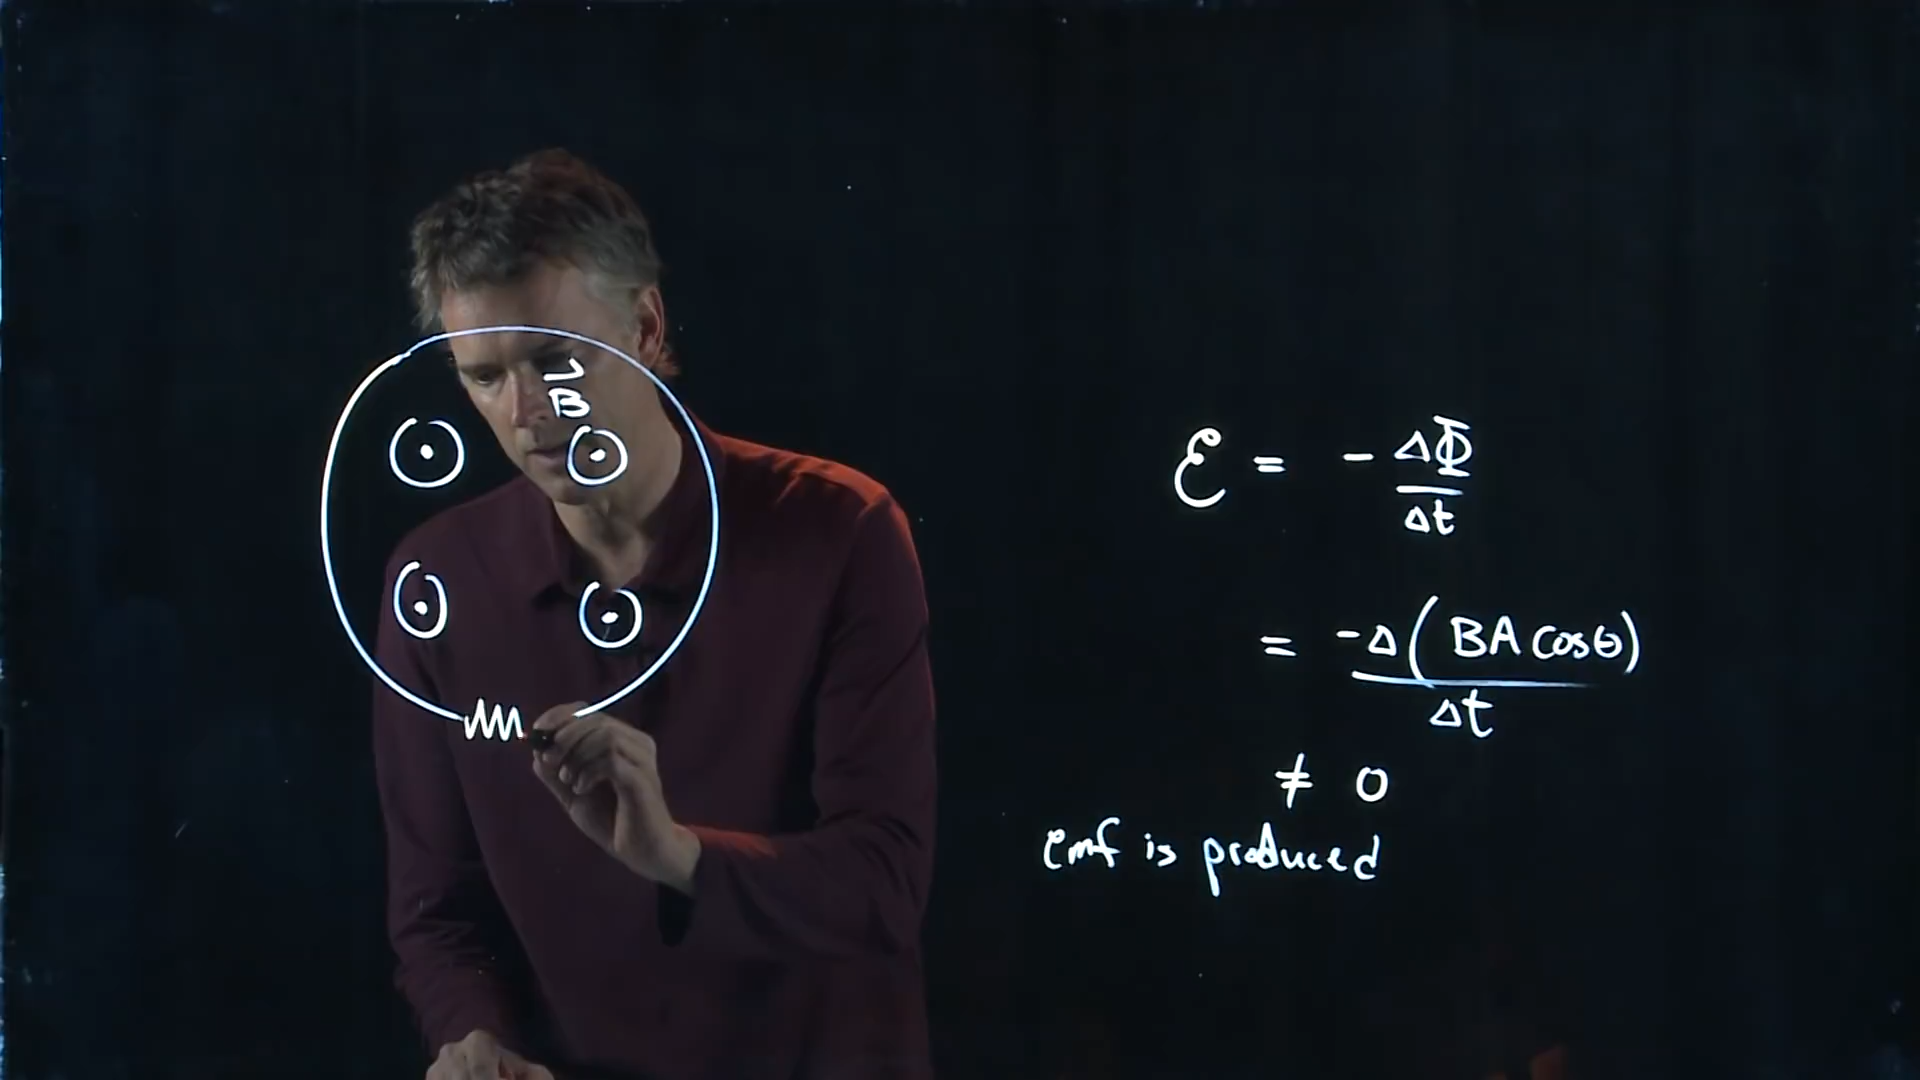 B⃗
ℰ = - ΔΦ/Δt
= -Δ(BA cosθ)/Δt
≠ 0
emf is produced